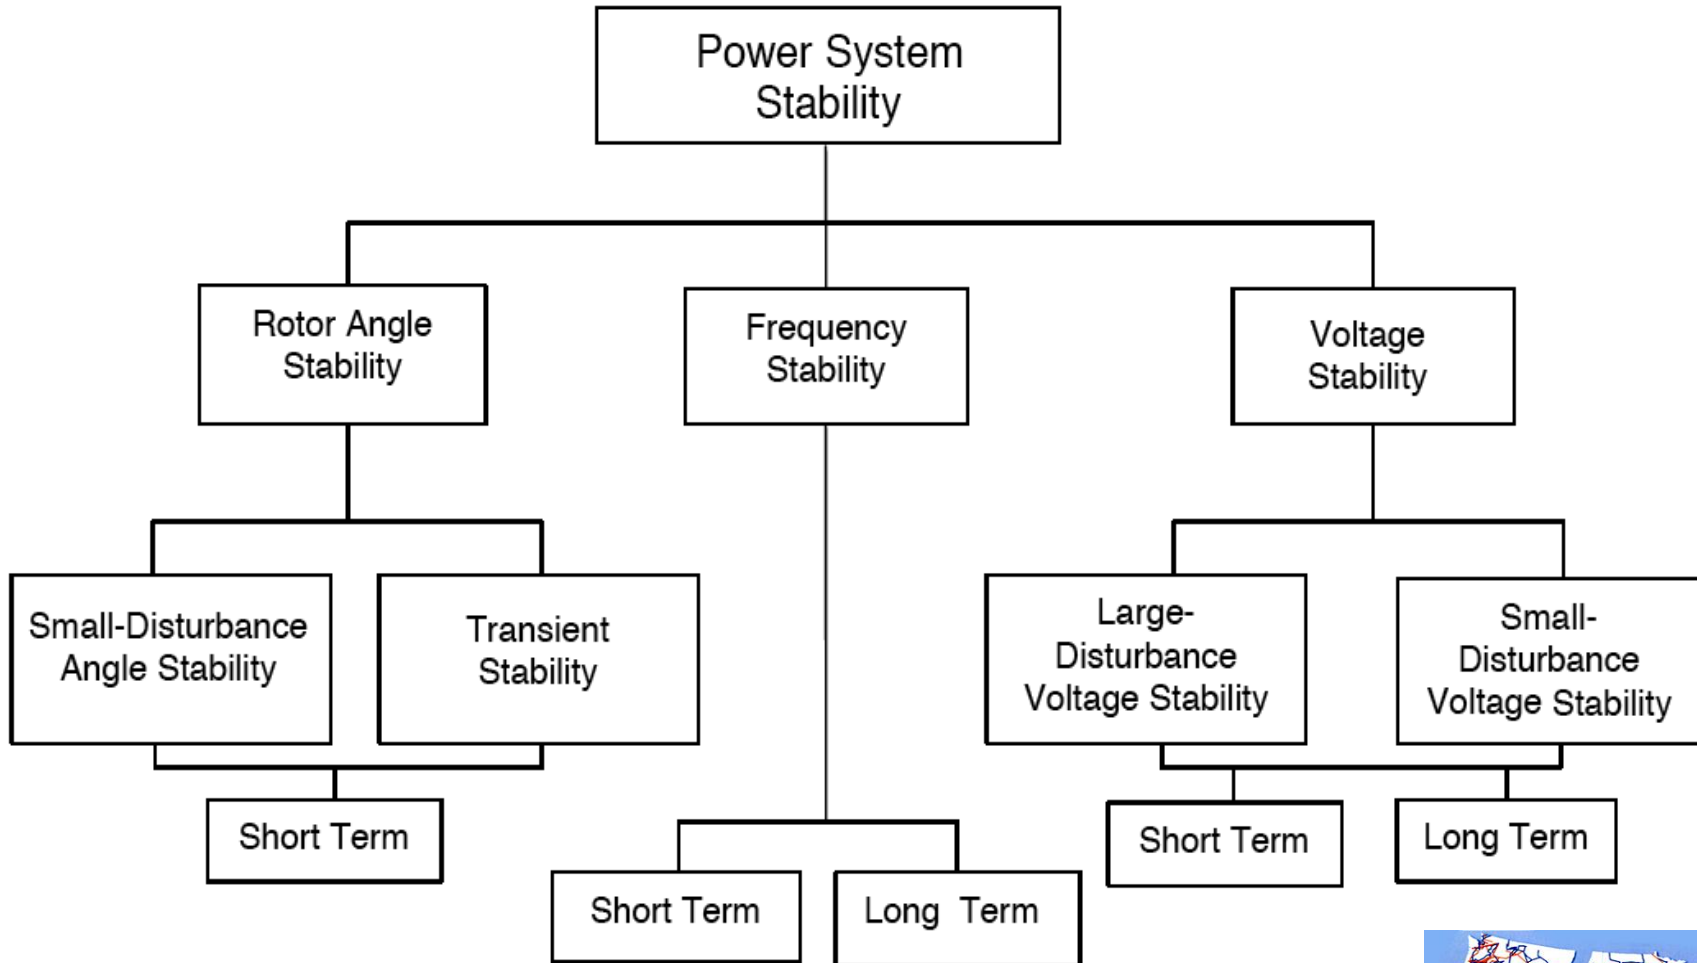 Power System
Stability
Rotor Angle
Stability
Frequency
Stability
Voltage
Stability
Small-Disturbance
Angle Stability
Transient
Stability
Large-
Disturbance
Voltage Stability
Small-
Disturbance
Voltage Stability
Short Term
Short Term
Long Term
Short Term
Long Term